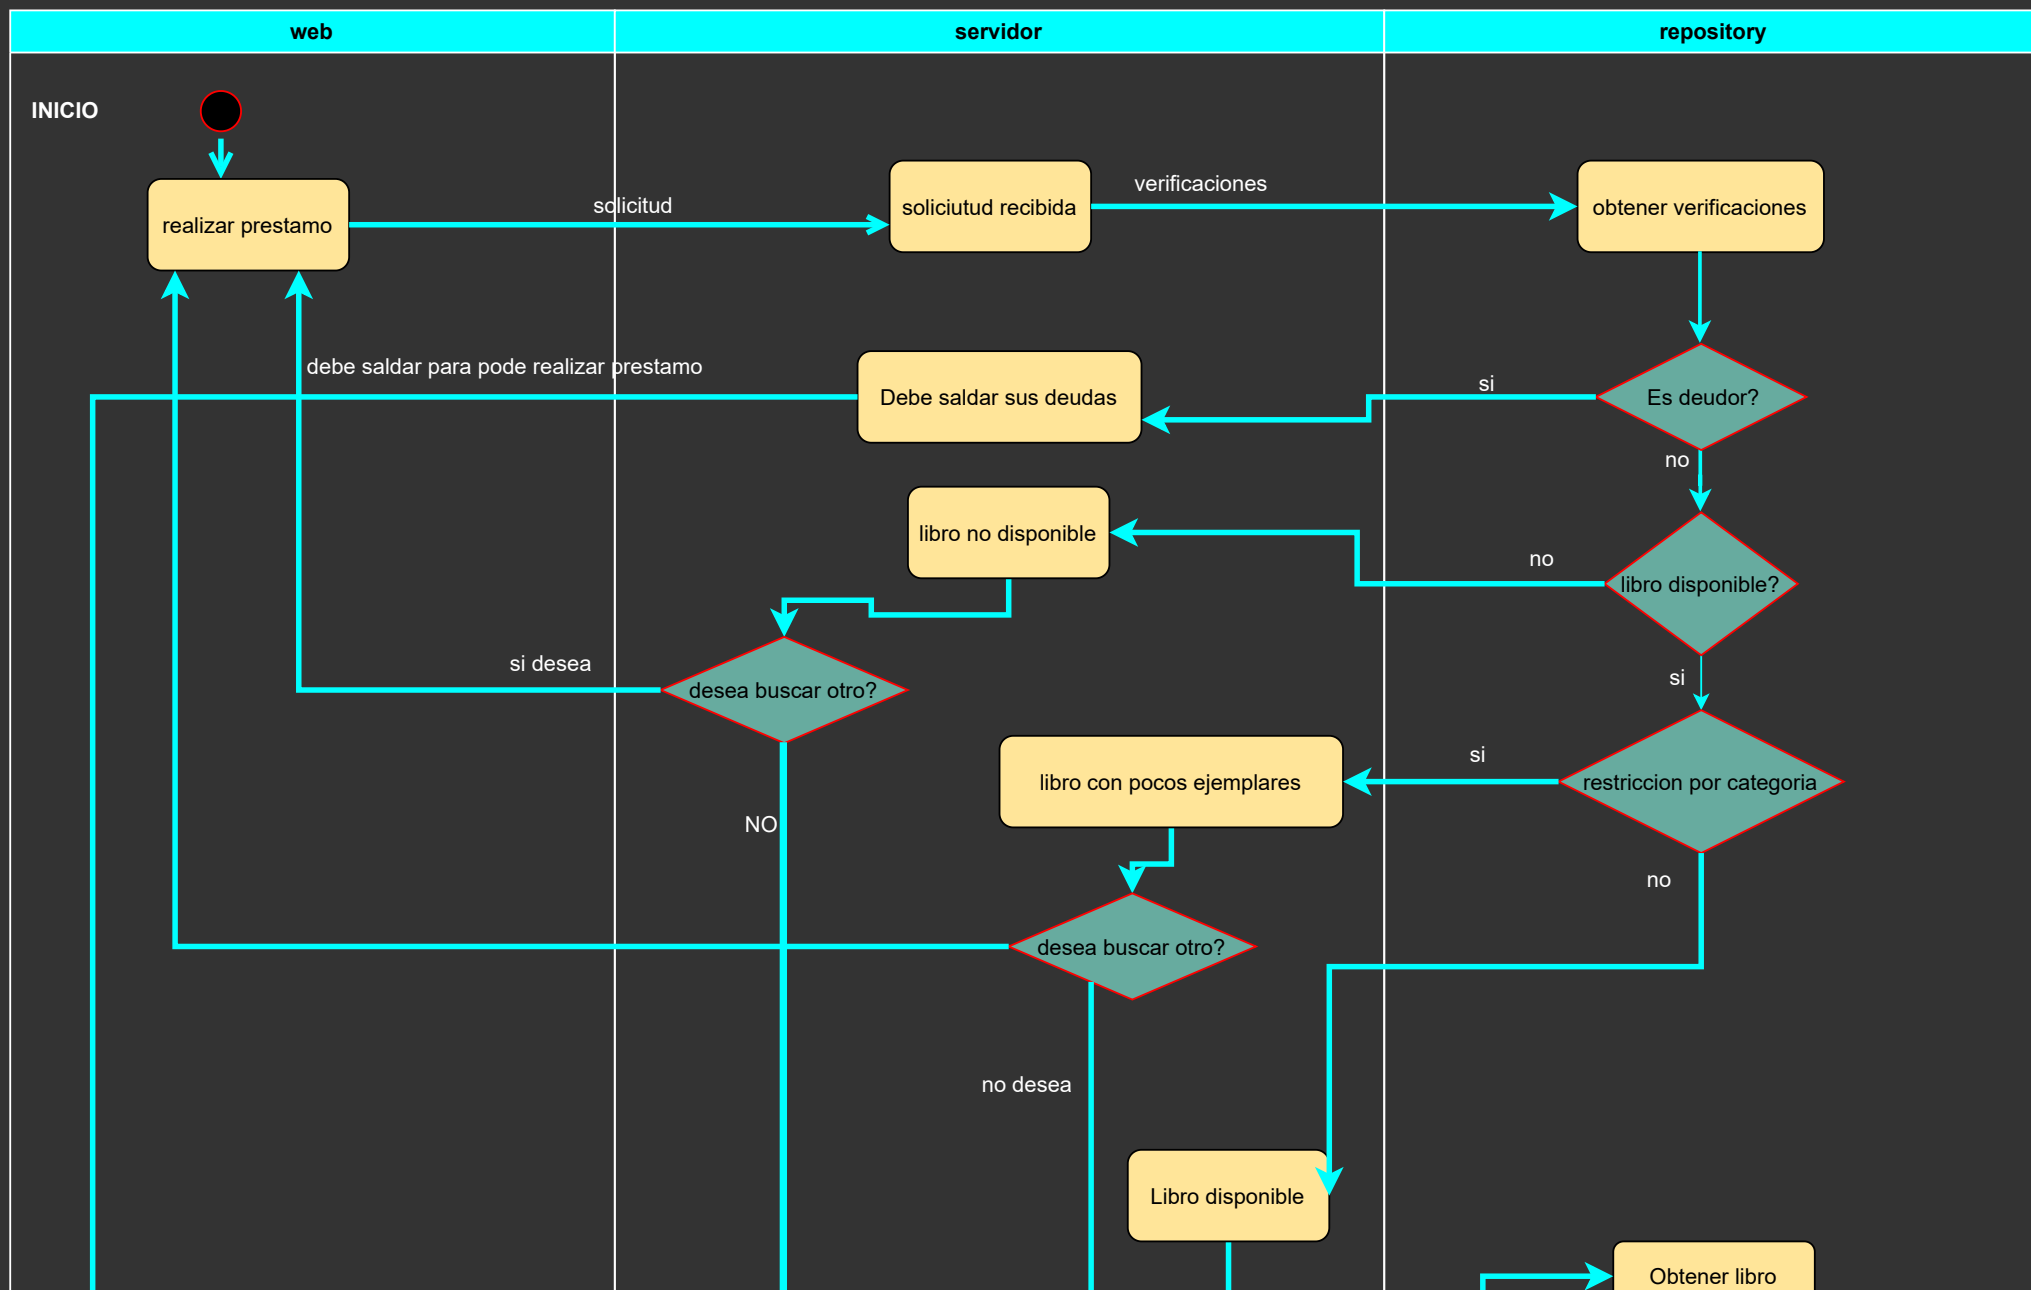 web
servidor
repository
INICIO
realizar prestamo
solicitud
soliciutud recibida
verificaciones
obtener verificaciones
debe saldar para pode realizar prestamo
Debe saldar sus deudas
si
Es deudor?
no
libro no disponible
no
libro disponible?
si desea
desea buscar otro?
si
libro con pocos ejemplares
si
restriccion por categoria
NO
no
desea buscar otro?
no desea
Libro disponible
Obtener libro